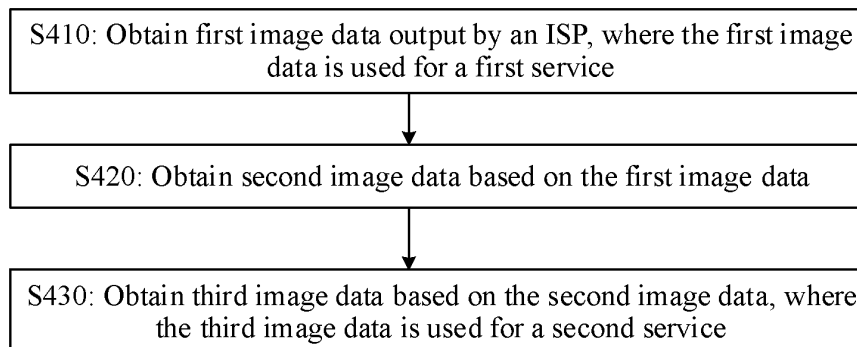 S410: Obtain first image data output by an ISP, where the first image
data is used for a first service
S420: Obtain second image data based on the first image data
S430: Obtain third image data based on the second image data, where
the third image data is used for a second service